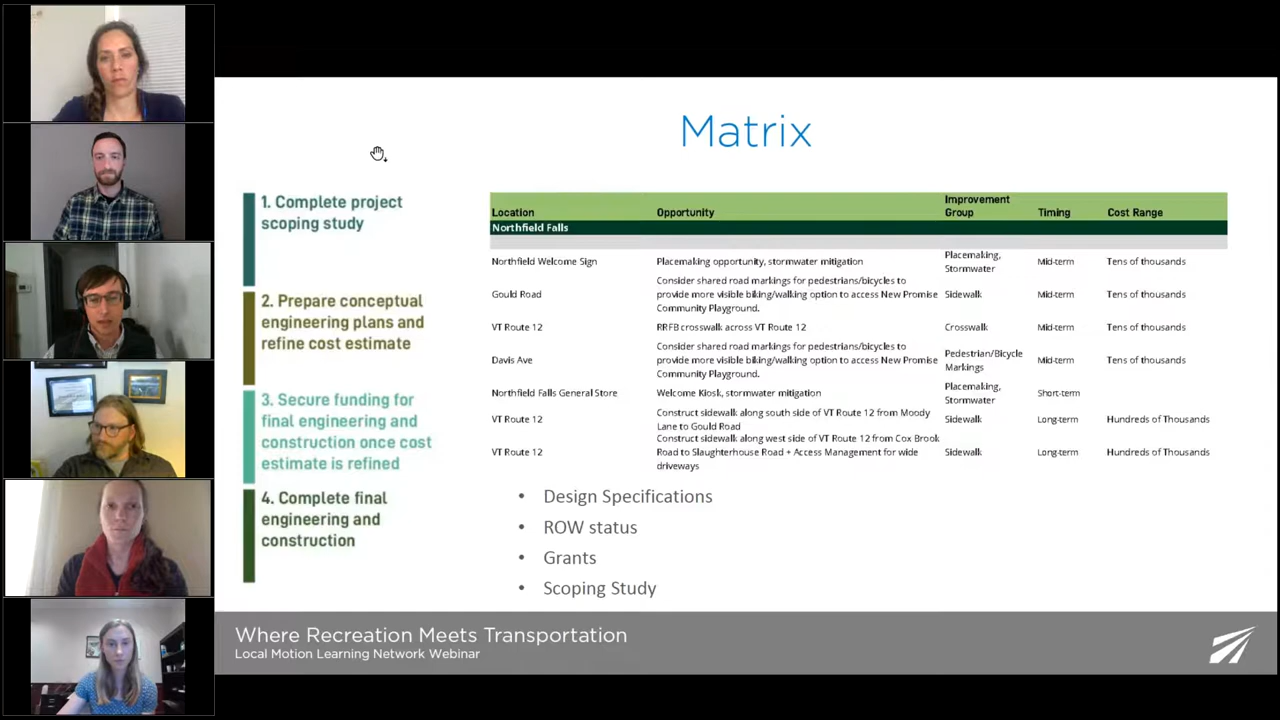 Matrix
1. Complete project
scoping study
2. Prepare conceptual
engineering plans and
refine cost estimate
3. Secure funding for
final engineering and
construction once cost
estimate is refined
4. Complete final
engineering and
construction
Location Opportunity Improvement Group Timing Cost Range
Northfield Falls
Northfield Welcome Sign Placemaking opportunity, stormwater mitigation Placemaking, Stormwater Mid-term Tens of thousands
Consider shared road markings for pedestrians/bicycles to
Gould Road provide more visible biking/walking option to access New Promise Sidewalk Mid-term Tens of thousands
Community Playground.
VT Route 12 RRFB crosswalk across VT Route 12 Crosswalk Mid-term Tens of thousands
Consider shared road markings for pedestrians/bicycles to
Davis Ave provide more visible biking/walking option to access New Promise Pedestrian/Bicycle Markings Mid-term Tens of thousands
Community Playground.
Northfield Falls General Store Welcome Kiosk, stormwater mitigation Placemaking, Stormwater Short-term
VT Route 12 Construct sidewalk along south side of VT Route 12 from Moody Sidewalk Long-term Hundreds of Thousands
Lane to Gould Road
Construct sidewalk along west side of VT Route 12 from Cox Brook
VT Route 12 Road to Slaughterhouse Road + Access Management for wide Sidewalk Long-term Hundreds of Thousands
driveways
• Design Specifications
• ROW status
• Grants
• Scoping Study
Where Recreation Meets Transportation
Local Motion Learning Network Webinar